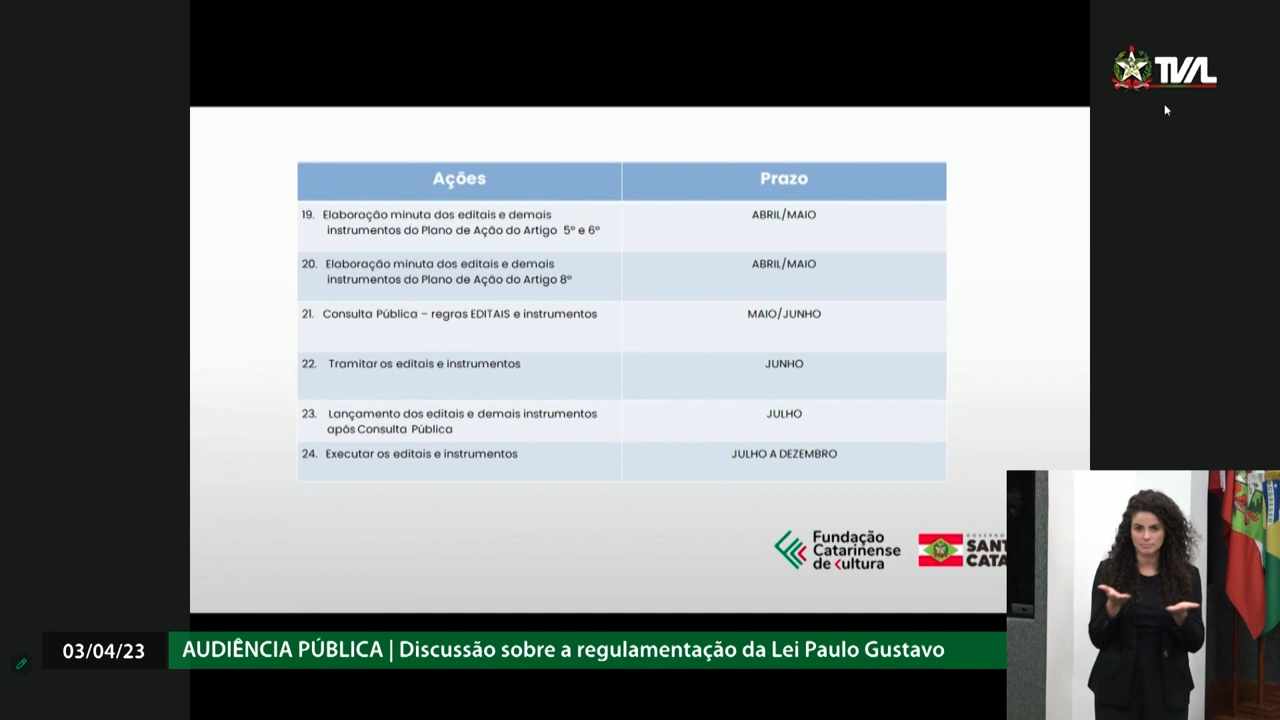 TVAL
Ações
Prazo
19. Elaboração minuta dos editais e demais
instrumentos do Plano de Ação do Artigo 5º e 6º
ABRIL/MAIO
20. Elaboração minuta dos editais e demais
instrumentos do Plano de Ação do Artigo 8º
ABRIL/MAIO
21. Consulta Pública – regras EDITAIS e instrumentos
MAIO/JUNHO
22. Tramitar os editais e instrumentos
JUNHO
23. Lançamento dos editais e demais instrumentos
após Consulta Pública
JULHO
24. Executar os editais e instrumentos
JULHO A DEZEMBRO
Fundação
Catarinense
de Cultura
GOVERNO
SANT
CATA
03/04/23
AUDIÊNCIA PÚBLICA | Discussão sobre a regulamentação da Lei Paulo Gustavo